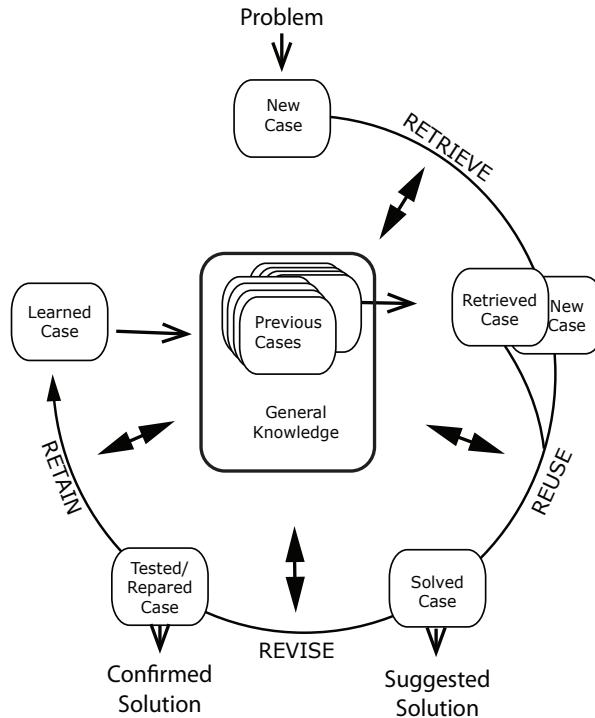 Problem
New
Case
RETRIEVE
Retrieved
Case
New
Case
Learned
Case
Previous
Cases
General
Knowledge
RETAIN
REUSE
Tested/
Repared
Case
Solved
Case
REVISE
Confirmed
Solution
Suggested
Solution